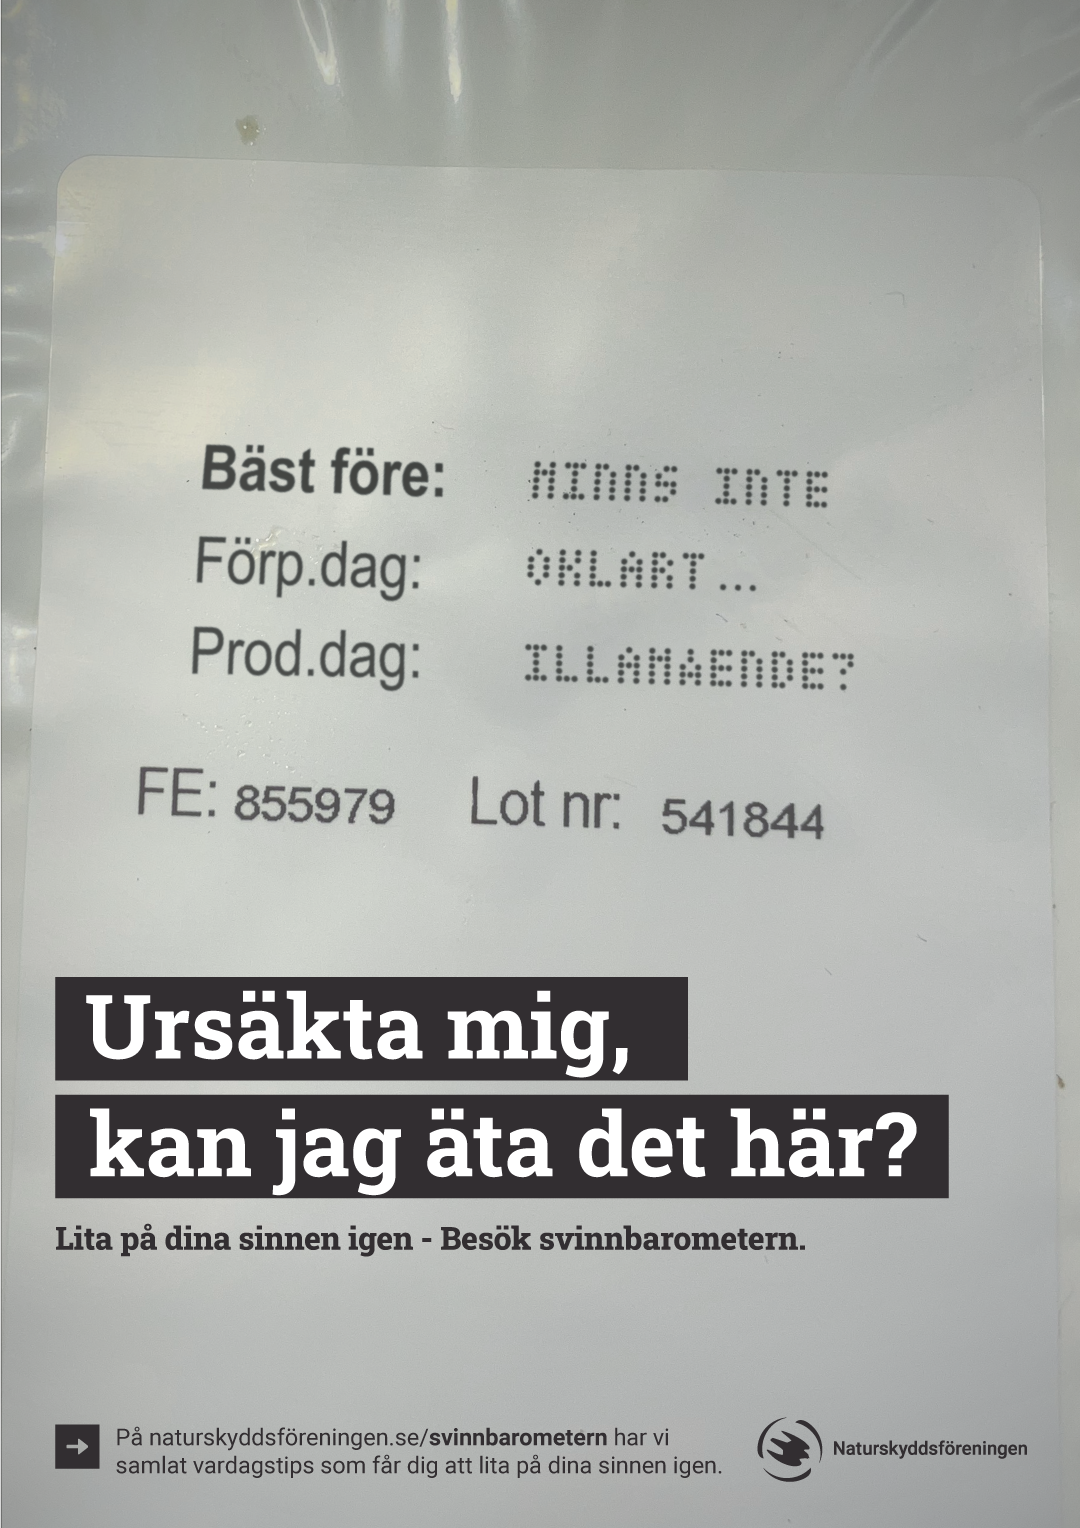 Bäst före: MINNS INTE
Förp.dag: OKLART...
Prod.dag: ILLAMAENDE?
FE: 855979 Lot nr: 541844
Ursäkta mig,
kan jag äta det här?
Lita på dina sinnen igen - Besök svinnbarometern.
På naturskyddsföreningen.se/svinnbarometern har vi
samlat vardagstips som får dig att lita på dina sinnen igen.
Naturskyddsföreningen